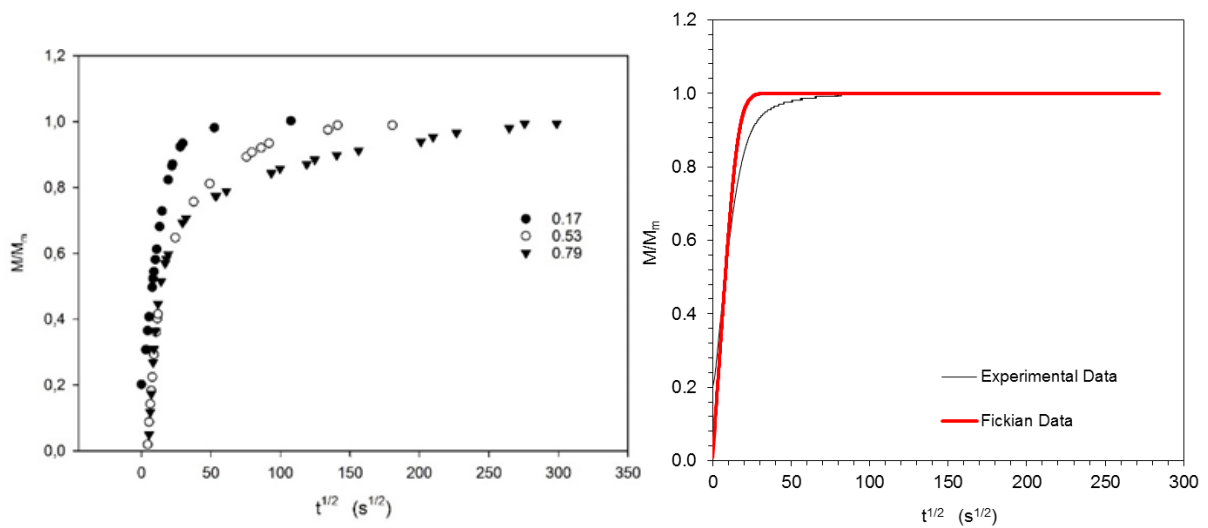 1,2
1,0
0,8
0,6
0,4
0,2
0,0
M/Mm
0.17
0.53
0.79
0 50 100 150 200 250 300 350
t1/2 (s1/2)
1.2
1.0
0.8
0.6
0.4
0.2
0.0
M/Mm
Experimental Data
Fickian Data
0 50 100 150 200 250 300
t1/2 (s1/2)